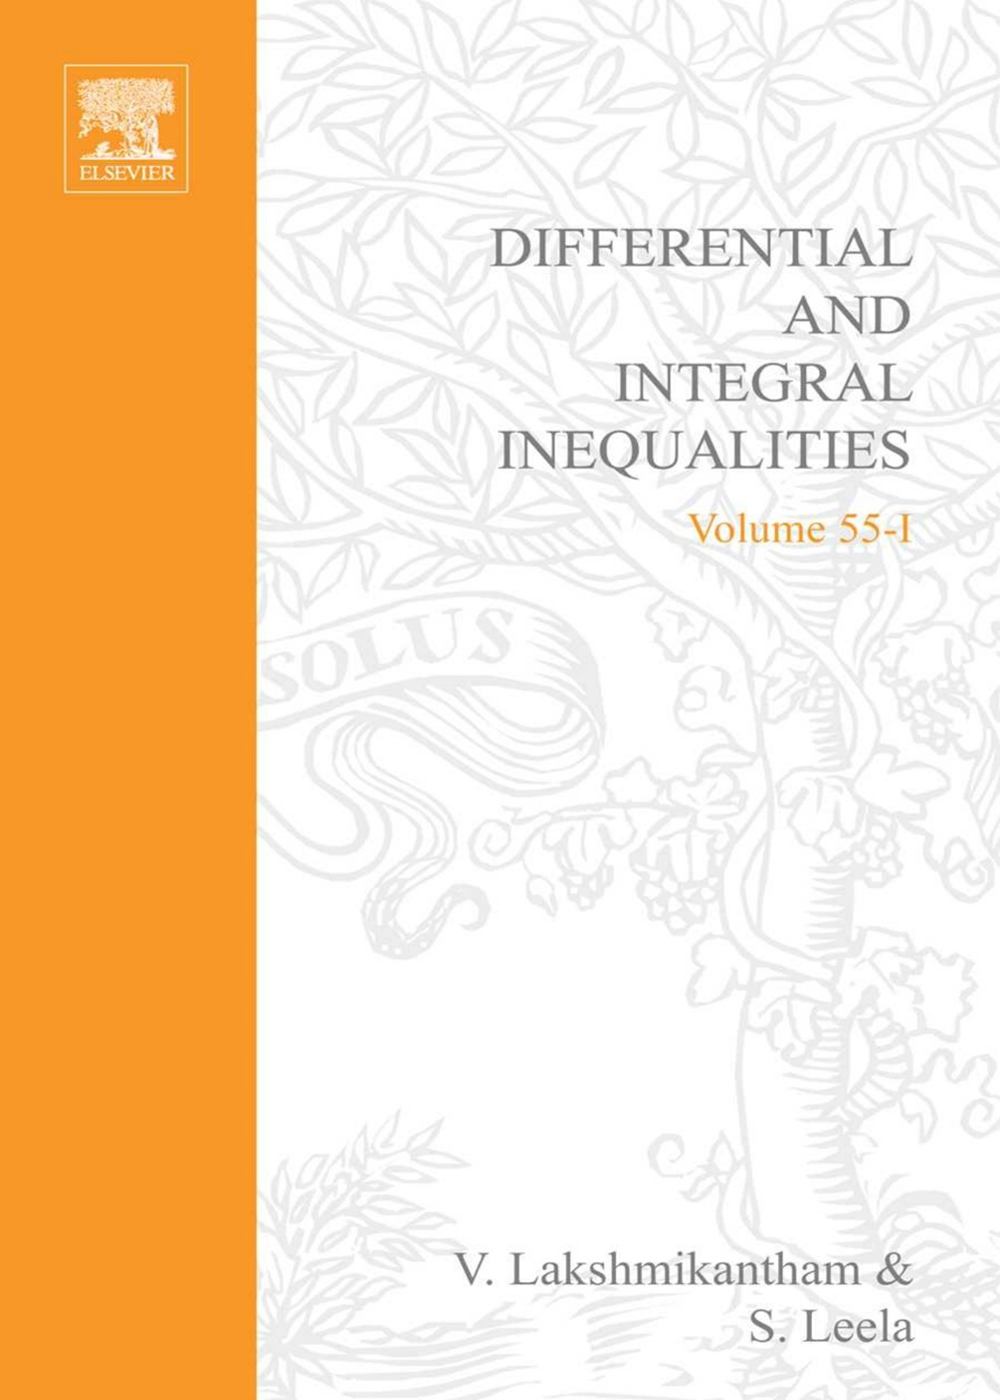 ELSEVIER
DIFFERENTIAL
AND
INTEGRAL
INEQUALITIES
Volume 55-I
SOLUS
V. Lakshmikantham &
S. Leela